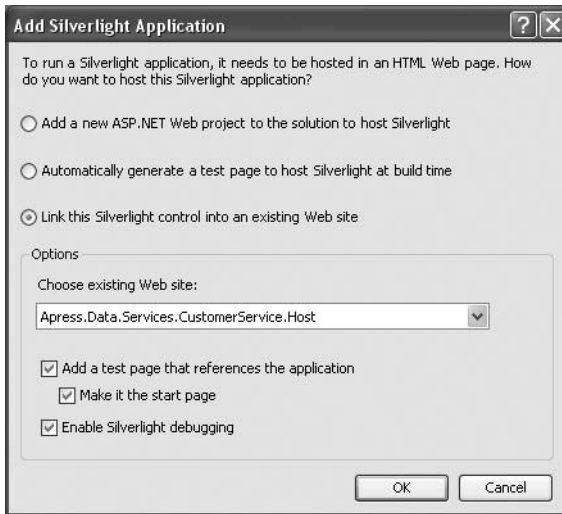 Add Silverlight Application
To run a Silverlight application, it needs to be hosted in an HTML Web page. How
do you want to host this Silverlight application?
Add a new ASP.NET Web project to the solution to host Silverlight
Automatically generate a test page to host Silverlight at build time
Link this Silverlight control into an existing Web site
Options
Choose existing Web site:
Apress.Data.Services.CustomerService.Host
Add a test page that references the application
Make it the start page
Enable Silverlight debugging
OK
Cancel